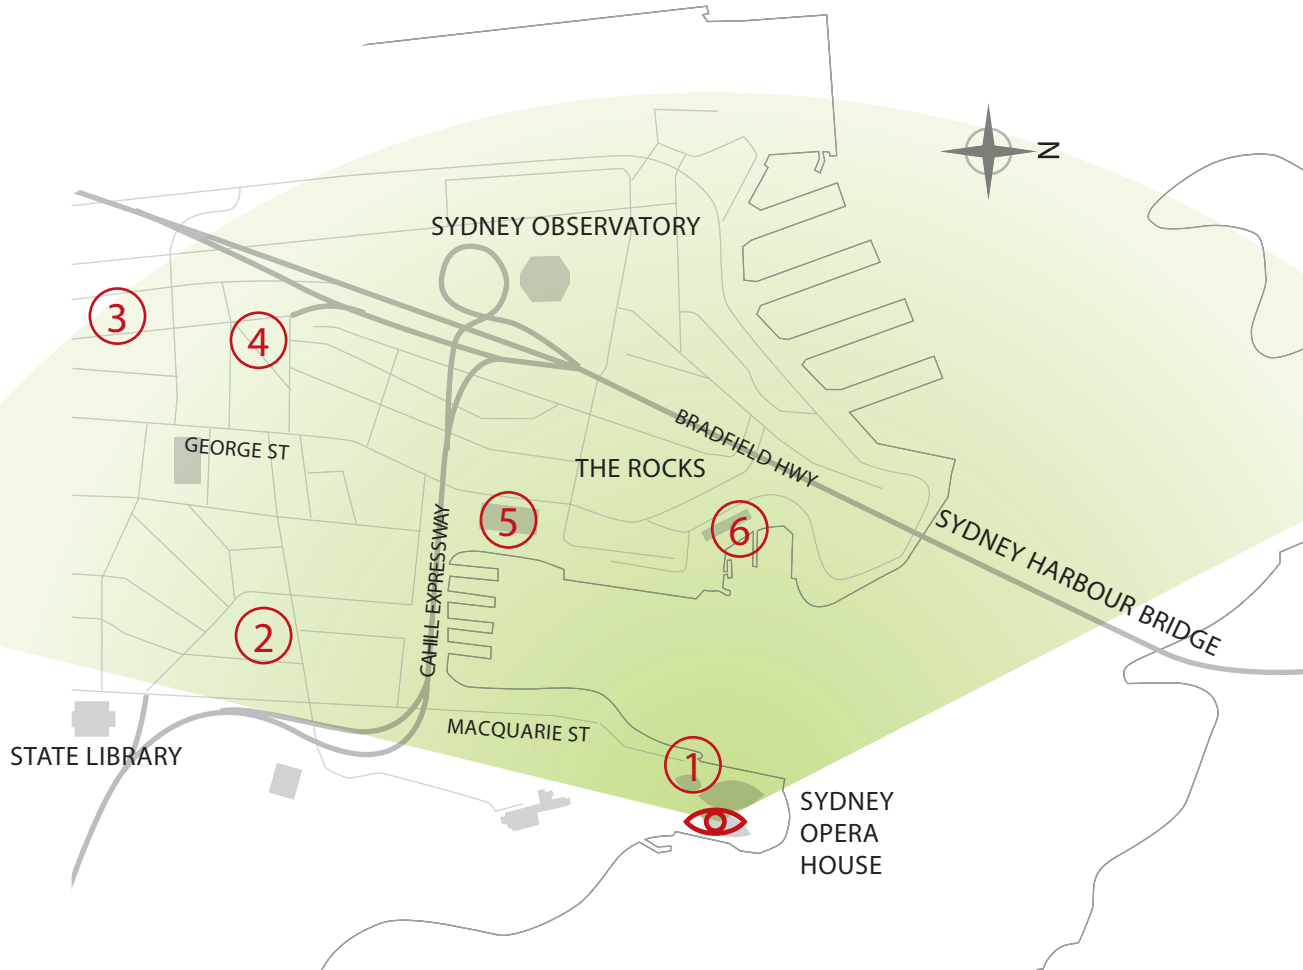 N
SYDNEY OBSERVATORY
3
4
BRADFIELD HWY
GEORGE ST
THE ROCKS
5
6
SYDNEY HARBOUR BRIDGE
CAHILL EXPRESSWAY
2
MACQUARIE ST
STATE LIBRARY
1
SYDNEY
OPERA
HOUSE